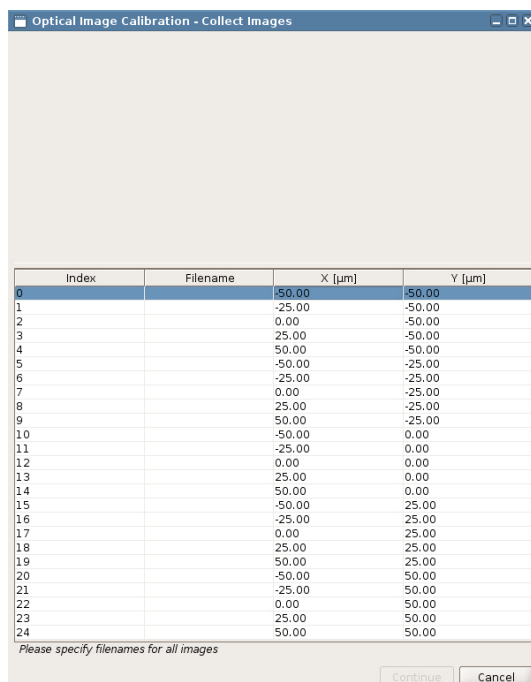 Optical Image Calibration - Collect Images
Index Filename X [µm] Y [µm]
0 -50.00 -50.00
1 -25.00 -50.00
2 0.00 -50.00
3 25.00 -50.00
4 50.00 -50.00
5 -50.00 -25.00
6 -25.00 -25.00
7 0.00 -25.00
8 25.00 -25.00
9 50.00 -25.00
10 -50.00 0.00
11 -25.00 0.00
12 0.00 0.00
13 25.00 0.00
14 50.00 0.00
15 -50.00 25.00
16 -25.00 25.00
17 0.00 25.00
18 25.00 25.00
19 50.00 25.00
20 -50.00 50.00
21 -25.00 50.00
22 0.00 50.00
23 25.00 50.00
24 50.00 50.00
Please specify filenames for all images
Continue Cancel